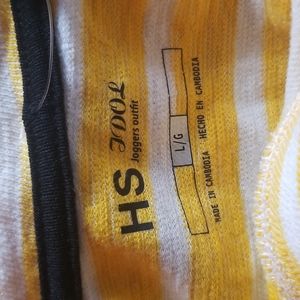 HS
IDOL
Joggers outfit
L/G
MADE IN CAMBODIA HECHO EN CAMBODIA